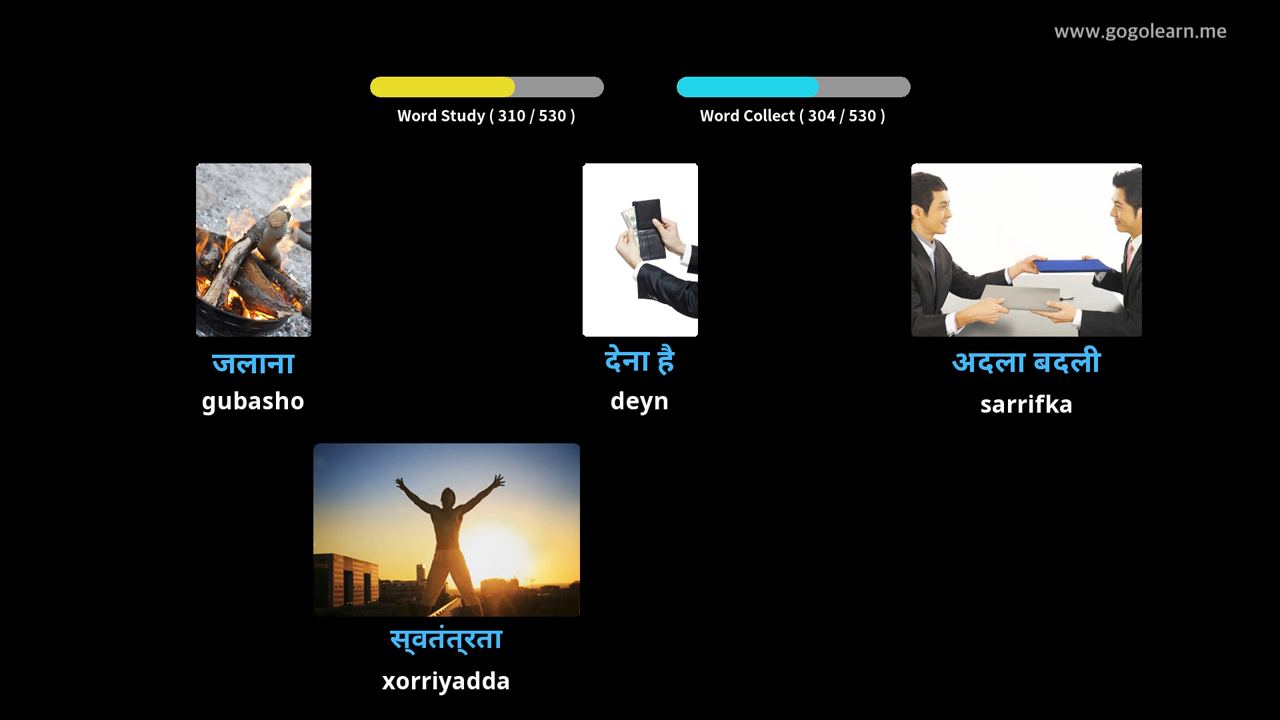 www.gogolearn.me
Word Study ( 310 / 530 )
Word Collect ( 304 / 530 )
जलाना
gubasho
देना है
deyn
अदला बदली
sarrifka
स्वतंत्रता
xorriyadda